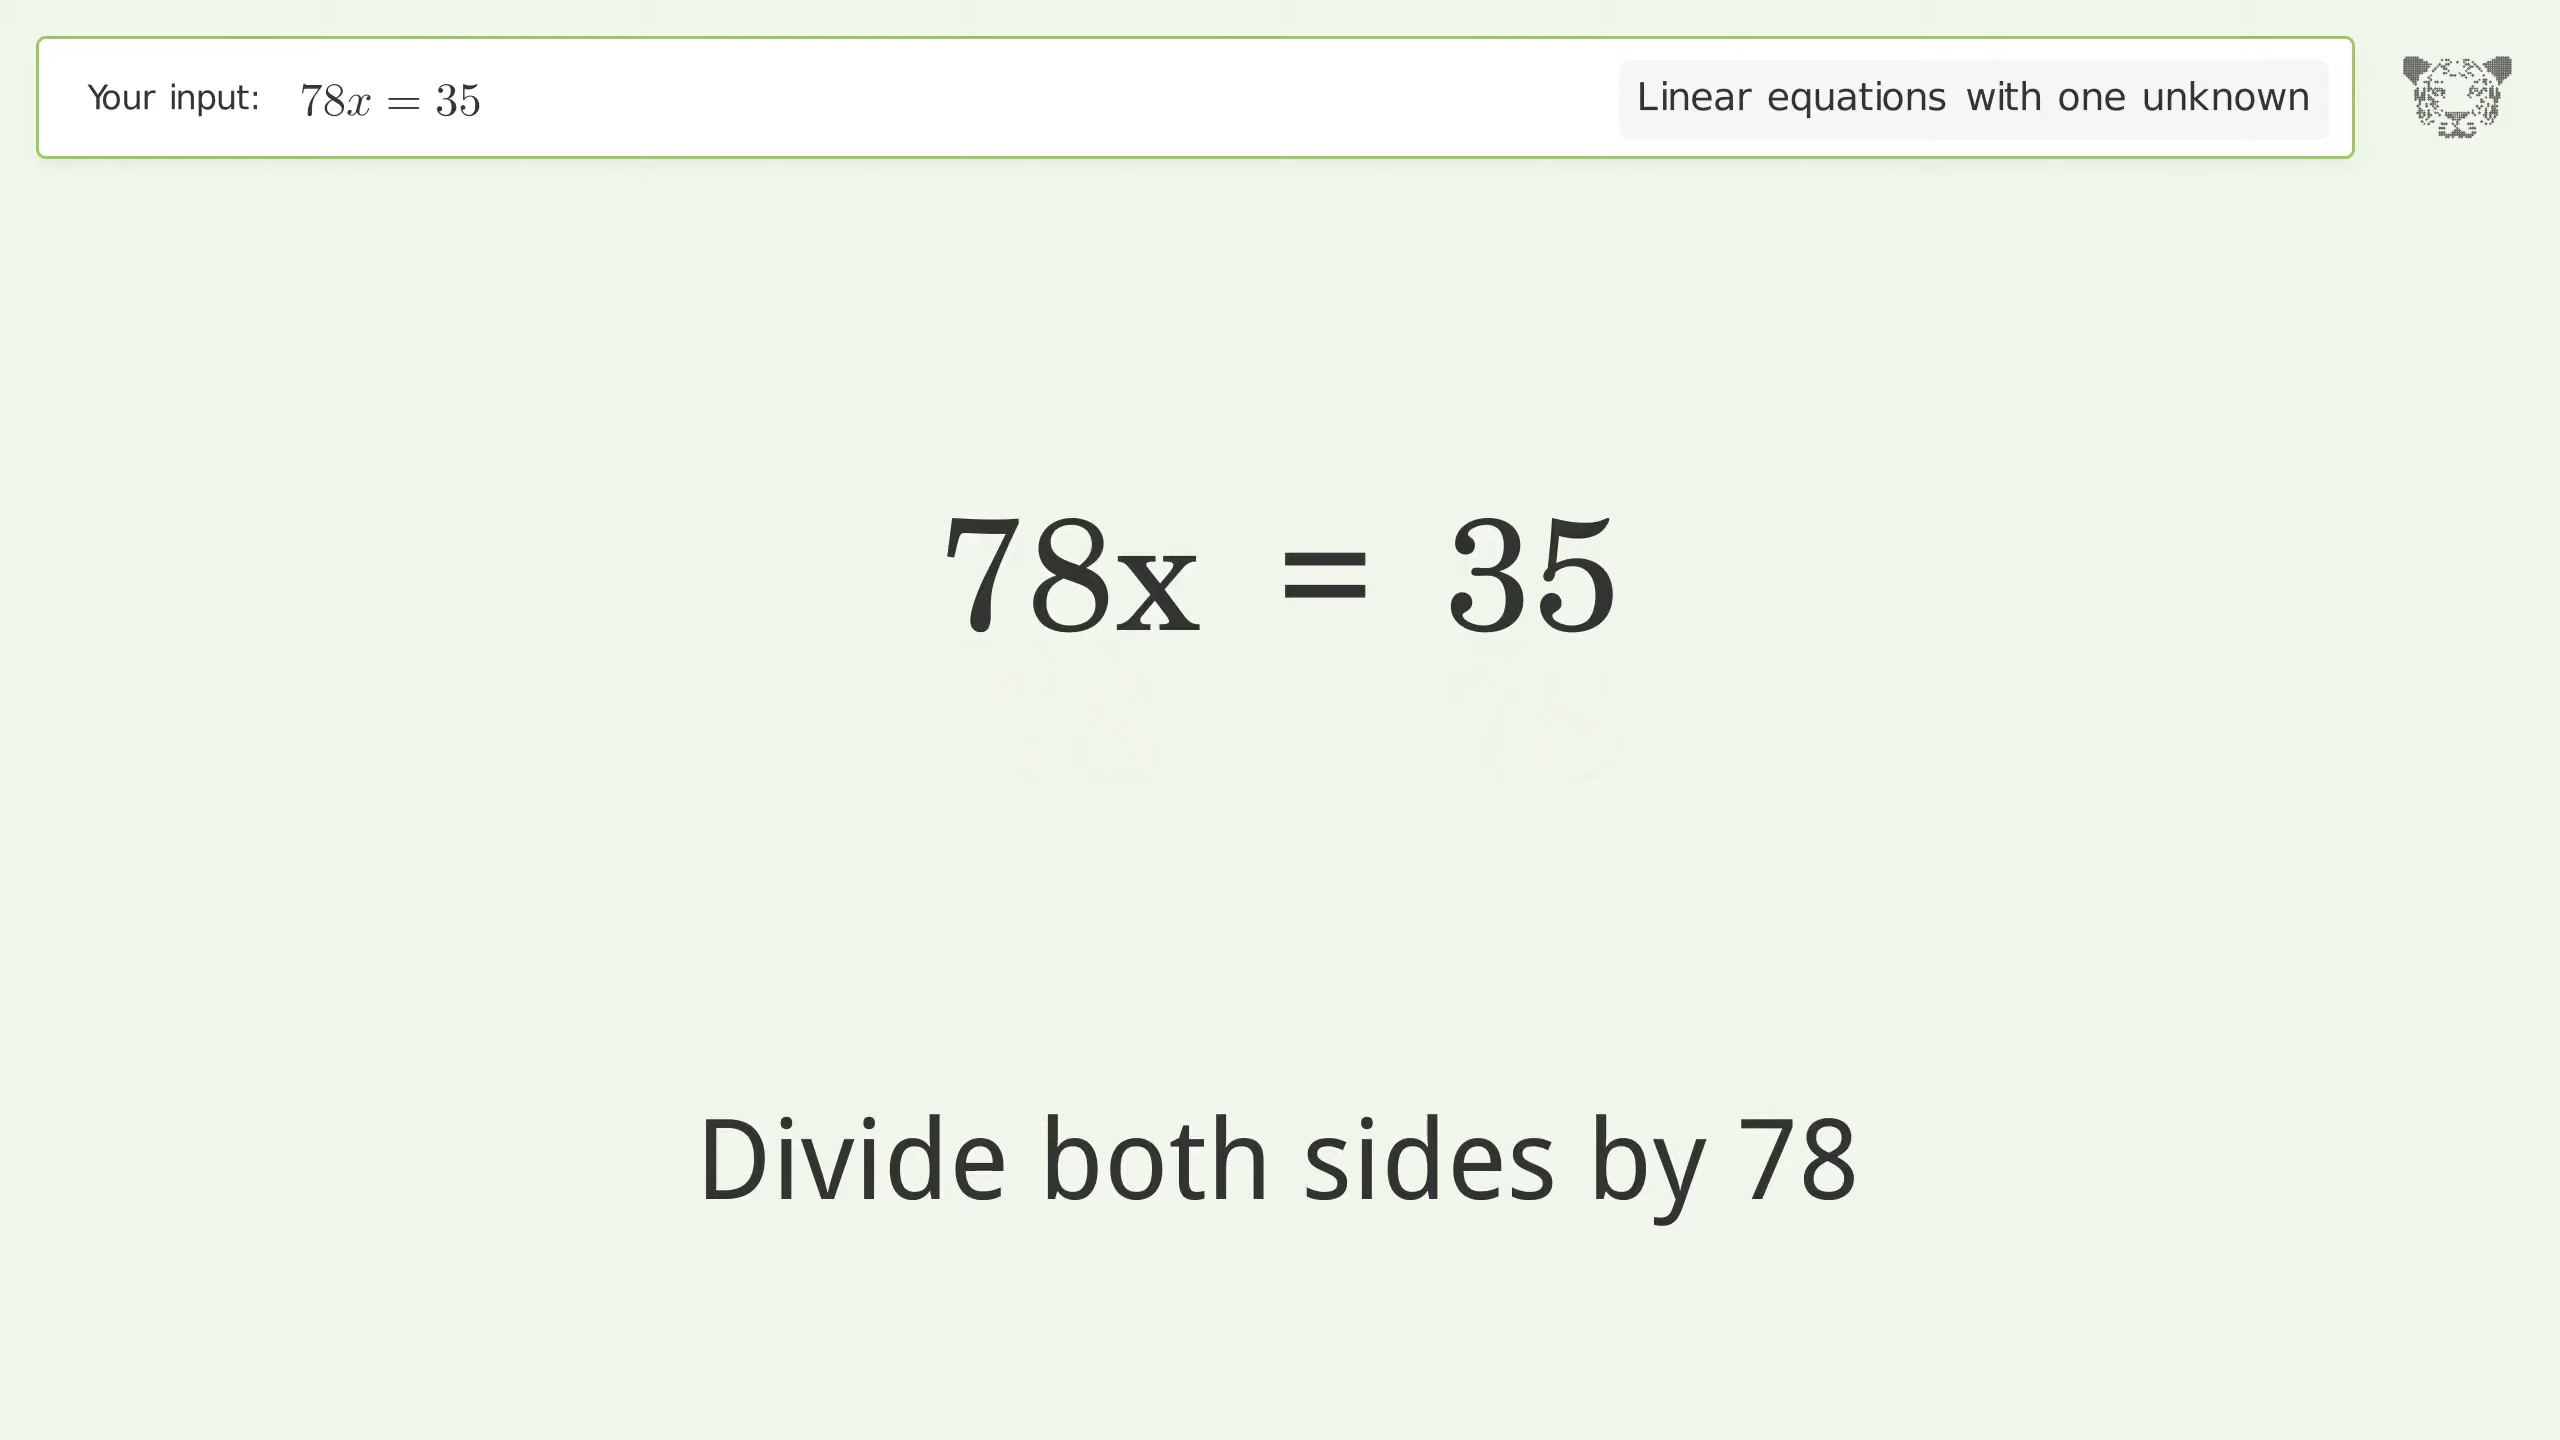 Your input: 78x = 35
Linear equations with one unknown
78x = 35
Divide both sides by 78